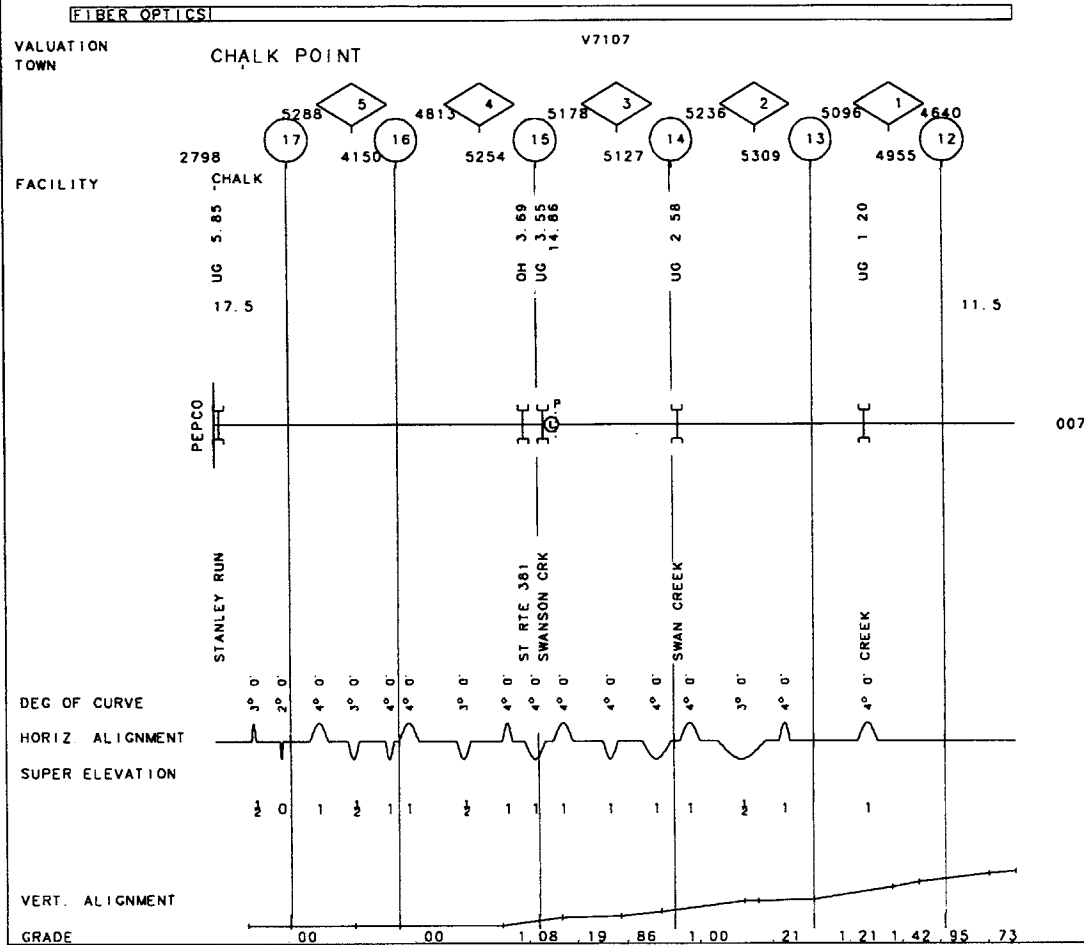 FIBER OPTICS
VALUATION V7107
TOWN CHALK POINT
5 4 3 2 1
5288 4813 5178 5236 5096 4640
17 16 15 14 13 12
2798 4150 5254 5127 5309 4955
FACILITY CHALK
UG 5.85
OH 3.69
UG 3.55
14.86
UG 2 58
UG 1 20
17.5 11.5
PEPCO
P
L
007
STANLEY RUN
ST RTE 381
SWANSON CRK
SWAN CREEK
CREEK
DEG OF CURVE 3° 0' 2° 0' 4° 0' 3° 0' 4° 0' 4° 0' 3° 0' 4° 0' 4° 0' 4° 0' 3° 0' 4° 0' 4° 0' 3° 0' 4° 0' 4° 0'
HORIZ. ALIGNMENT
SUPER ELEVATION
½ 0 1 ½ 1 1 ½ 1 1 1 1 1 1 ½ 1 1
VERT. ALIGNMENT
GRADE .00 .00 1.08 .19 .86 1.00 .21 1.21 1.42 .95 .73